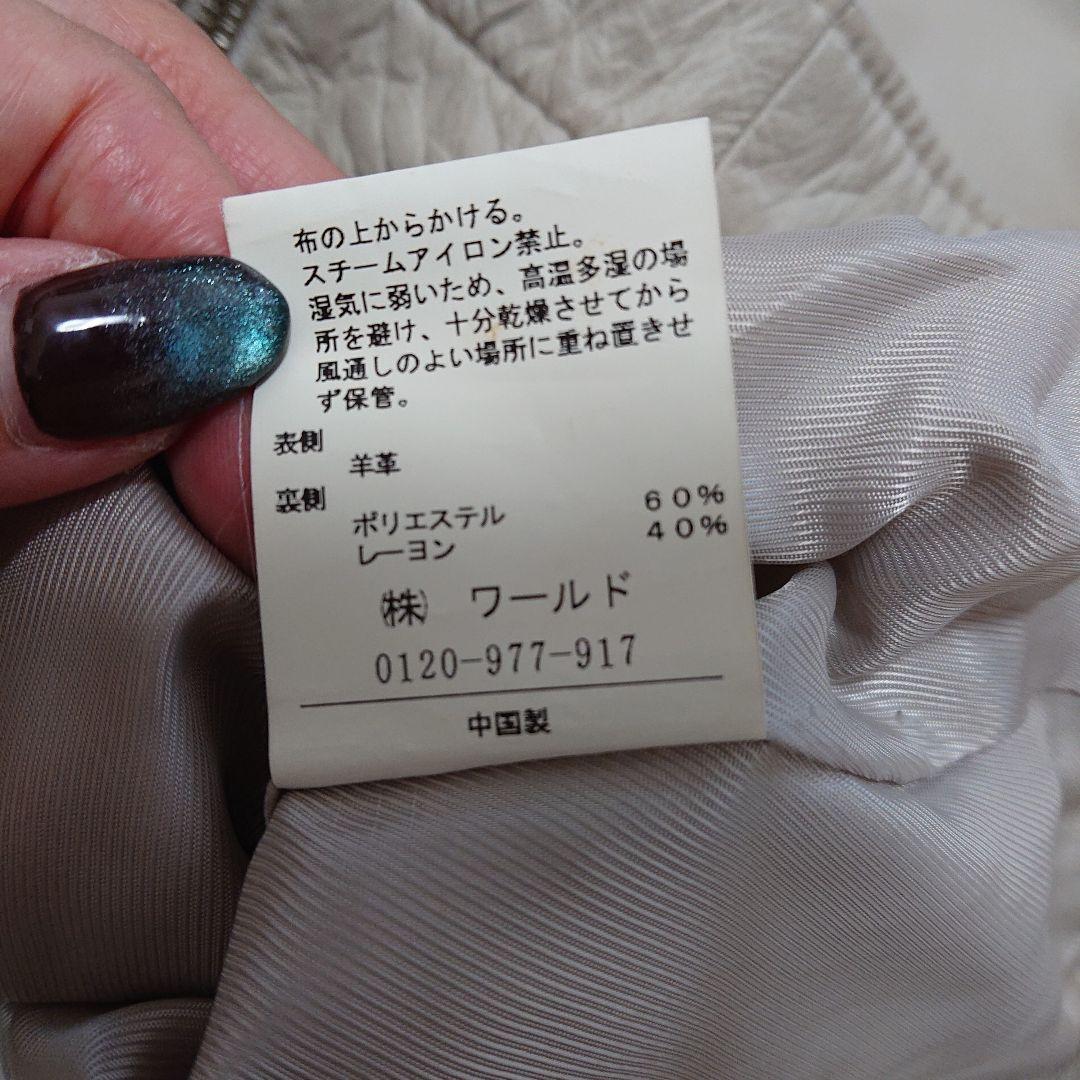 布の上からかける。
スチームアイロン禁止。
湿気に弱いため、高温多湿の場
所を避け、十分乾燥させてから
風通しのよい場所に重ね置きせ
ず保管。
表側
羊革
裏側
ポリエステル 60%
レーヨン 40%
㈱ ワールド
0120-977-917
中国製